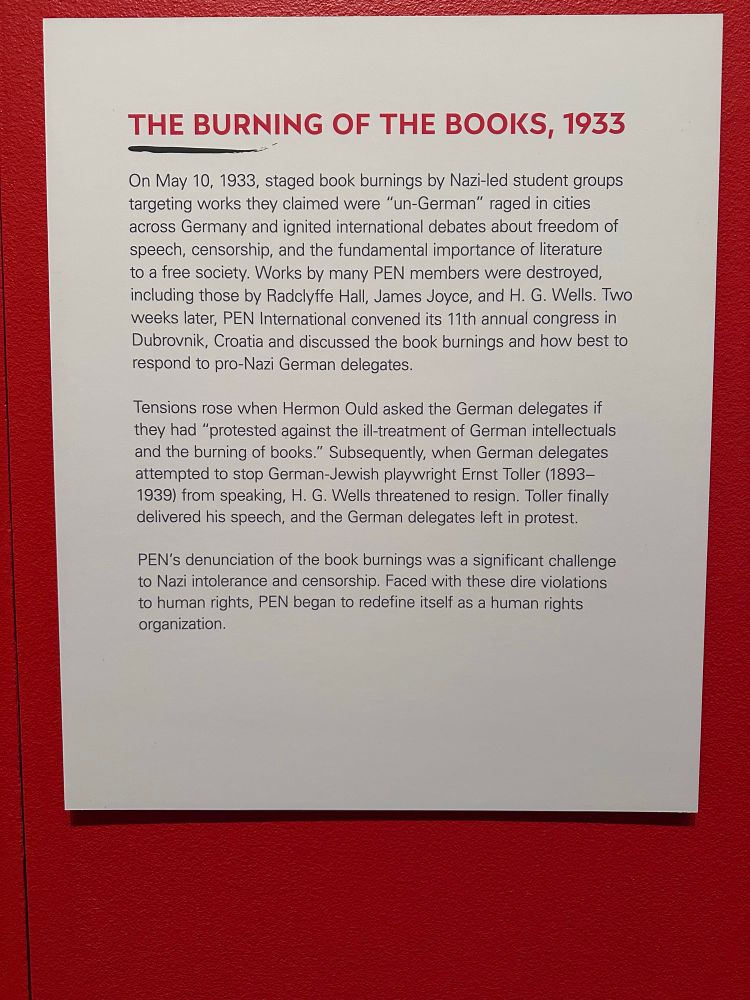 THE BURNING OF THE BOOKS, 1933
On May 10, 1933, staged book burnings by Nazi-led student groups
targeting works they claimed were “un-German” raged in cities
across Germany and ignited international debates about freedom of
speech, censorship, and the fundamental importance of literature
to a free society. Works by many PEN members were destroyed,
including those by Radclyffe Hall, James Joyce, and H. G. Wells. Two
weeks later, PEN International convened its 11th annual congress in
Dubrovnik, Croatia and discussed the book burnings and how best to
respond to pro-Nazi German delegates.
Tensions rose when Hermon Ould asked the German delegates if
they had “protested against the ill-treatment of German intellectuals
and the burning of books.” Subsequently, when German delegates
attempted to stop German-Jewish playwright Ernst Toller (1893–
1939) from speaking, H. G. Wells threatened to resign. Toller finally
delivered his speech, and the German delegates left in protest.
PEN’s denunciation of the book burnings was a significant challenge
to Nazi intolerance and censorship. Faced with these dire violations
to human rights, PEN began to redefine itself as a human rights
organization.